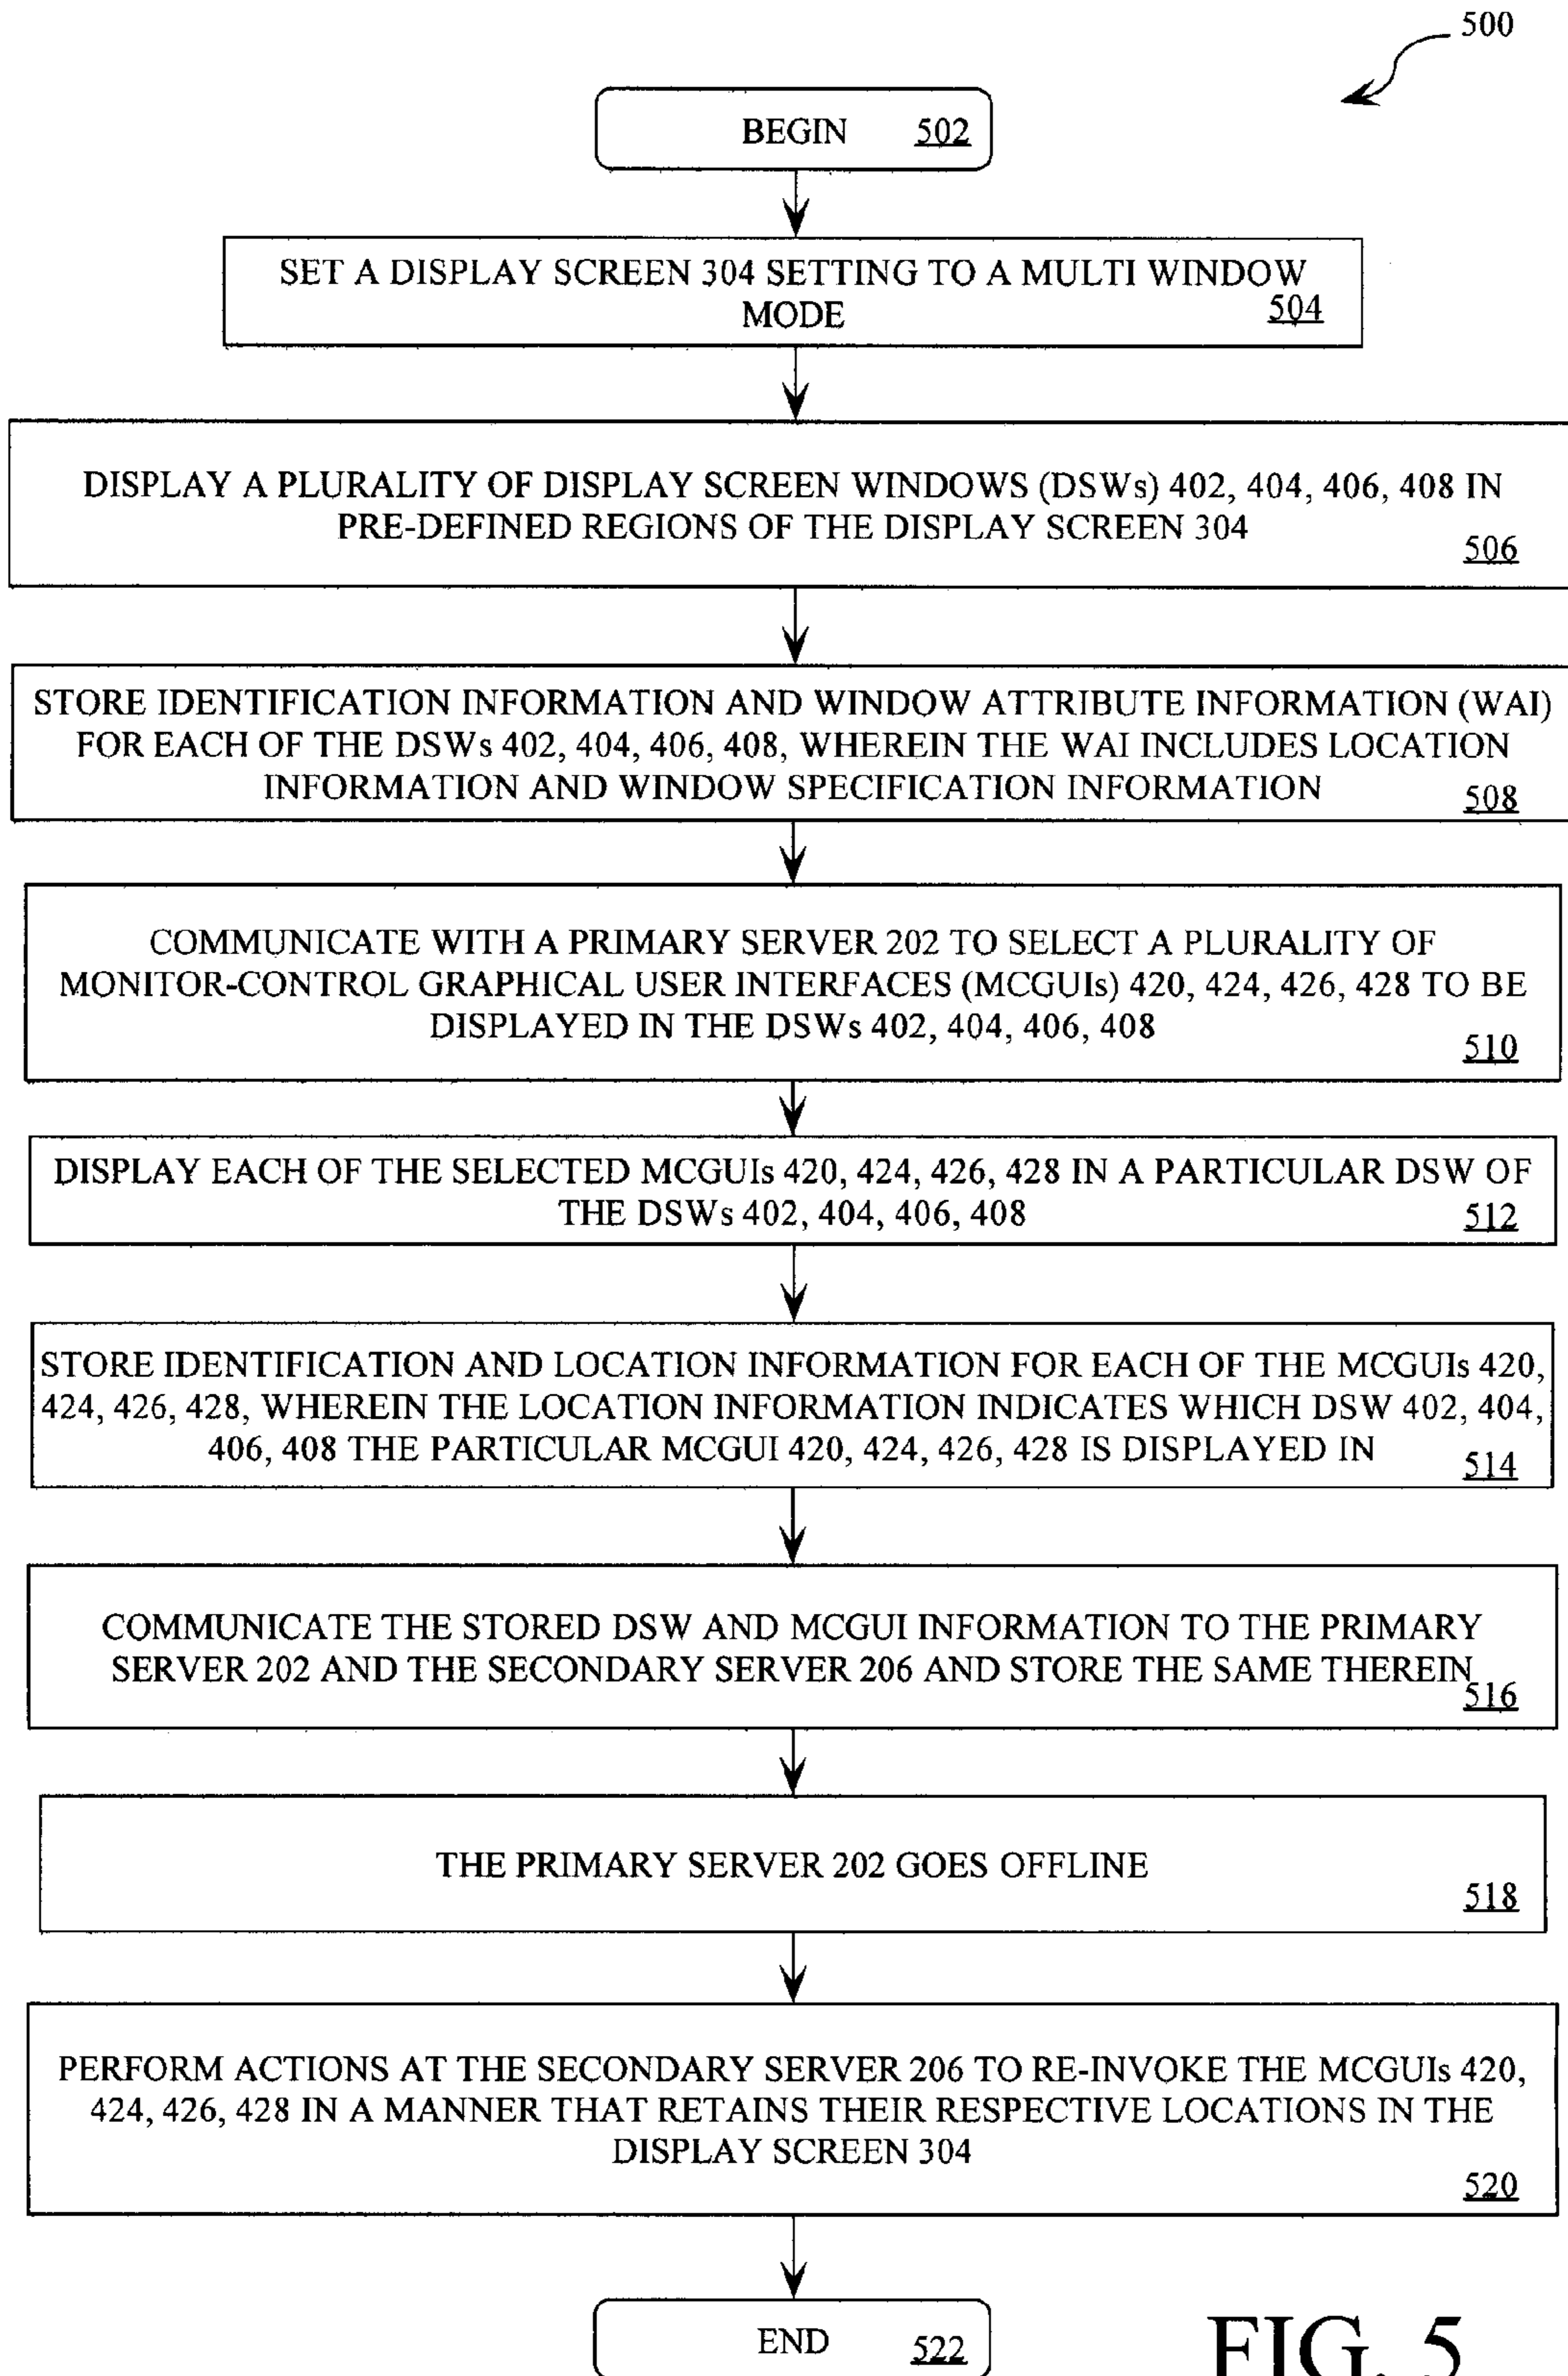 500
BEGIN 502
SET A DISPLAY SCREEN 304 SETTING TO A MULTI WINDOW
MODE 504
DISPLAY A PLURALITY OF DISPLAY SCREEN WINDOWS (DSWs) 402, 404, 406, 408 IN
PRE-DEFINED REGIONS OF THE DISPLAY SCREEN 304
506
STORE IDENTIFICATION INFORMATION AND WINDOW ATTRIBUTE INFORMATION (WAI)
FOR EACH OF THE DSWs 402, 404, 406, 408, WHEREIN THE WAI INCLUDES LOCATION
INFORMATION AND WINDOW SPECIFICATION INFORMATION 508
COMMUNICATE WITH A PRIMARY SERVER 202 TO SELECT A PLURALITY OF
MONITOR-CONTROL GRAPHICAL USER INTERFACES (MCGUIs) 420, 424, 426, 428 TO BE
DISPLAYED IN THE DSWs 402, 404, 406, 408
510
DISPLAY EACH OF THE SELECTED MCGUIs 420, 424, 426, 428 IN A PARTICULAR DSW OF
THE DSWs 402, 404, 406, 408 512
STORE IDENTIFICATION AND LOCATION INFORMATION FOR EACH OF THE MCGUIs 420,
424, 426, 428, WHEREIN THE LOCATION INFORMATION INDICATES WHICH DSW 402, 404,
406, 408 THE PARTICULAR MCGUI 420, 424, 426, 428 IS DISPLAYED IN 514
COMMUNICATE THE STORED DSW AND MCGUI INFORMATION TO THE PRIMARY
SERVER 202 AND THE SECONDARY SERVER 206 AND STORE THE SAME THEREIN
516
THE PRIMARY SERVER 202 GOES OFFLINE
518
PERFORM ACTIONS AT THE SECONDARY SERVER 206 TO RE-INVOKE THE MCGUIs 420,
424, 426, 428 IN A MANNER THAT RETAINS THEIR RESPECTIVE LOCATIONS IN THE
DISPLAY SCREEN 304
520
END 522
FIG. 5